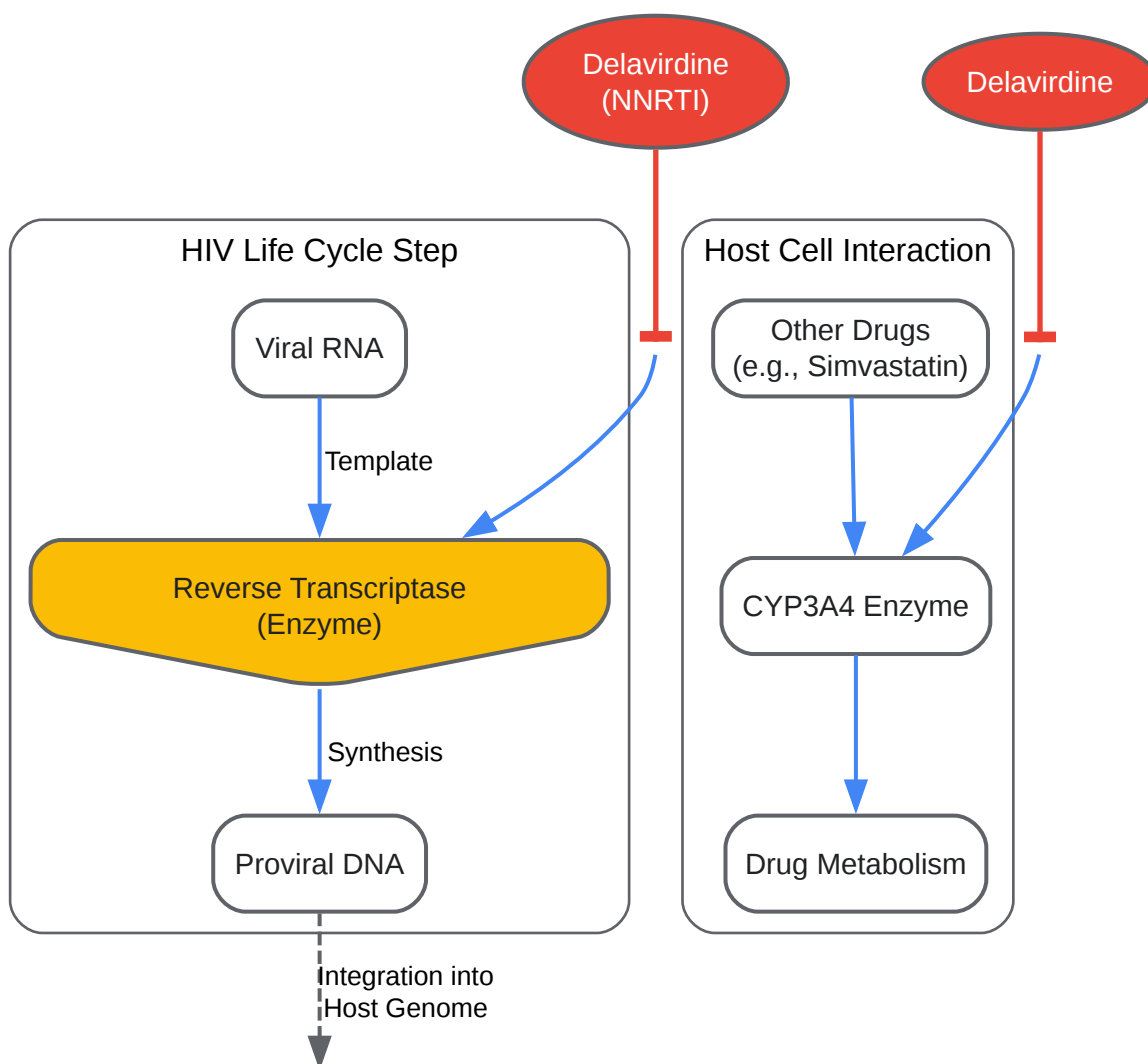 Delavirdine
(NNRTI)
Delavirdine
HIV Life Cycle Step
Host Cell Interaction
Viral RNA
Other Drugs
(e.g., Simvastatin)
Template
Reverse Transcriptase
(Enzyme)
CYP3A4 Enzyme
Synthesis
Proviral DNA
Drug Metabolism
Integration into
Host Genome